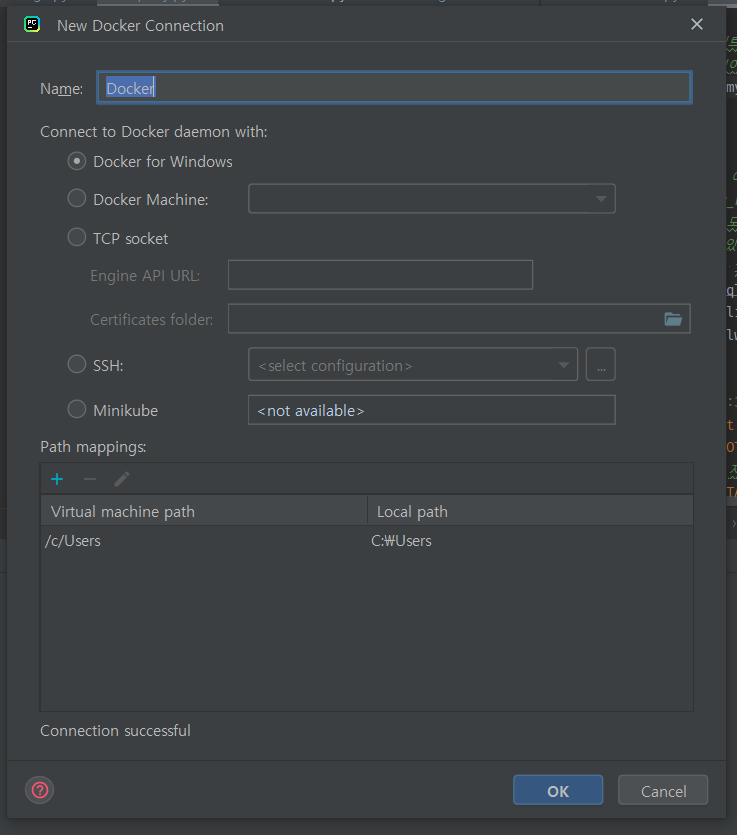 PC
New Docker Connection
Name: Docker
Connect to Docker daemon with:
Docker for Windows
Docker Machine:
TCP socket
Engine API URL:
Certificates folder:
SSH: <select configuration> ...
Minikube <not available>
Path mappings:
Virtual machine path Local path
/c/Users C:₩Users
Connection successful
? OK Cancel